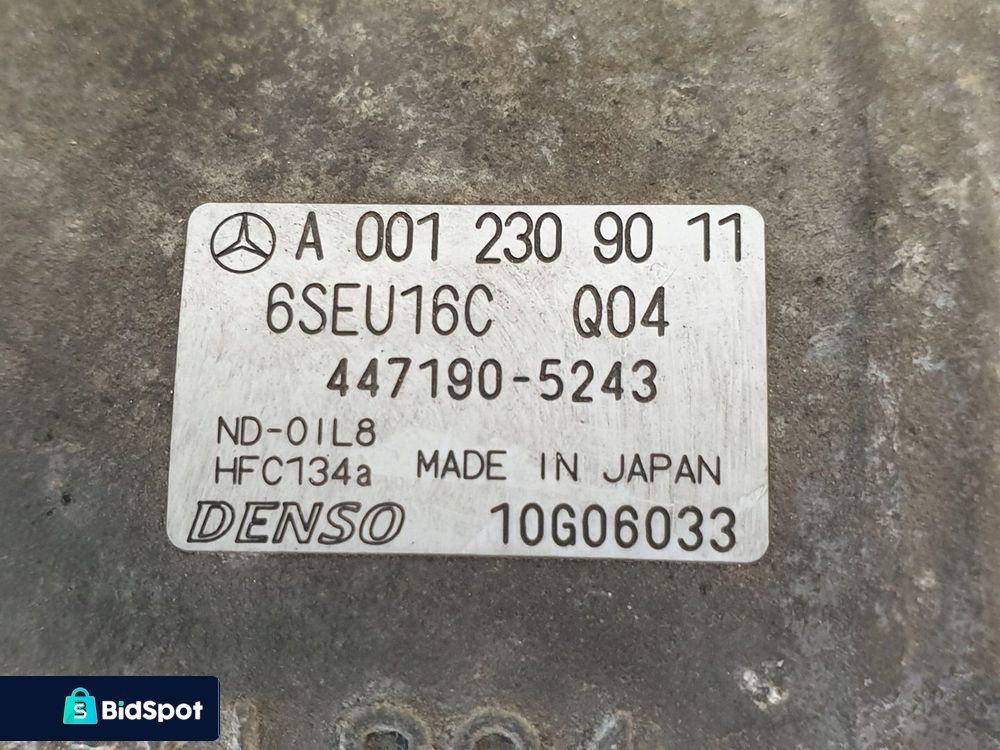 A 001 230 90 11
6SEU16C Q04
447190-5243
ND-OIL8
HFC134a MADE IN JAPAN
DENSO 10G06033
BidSpot